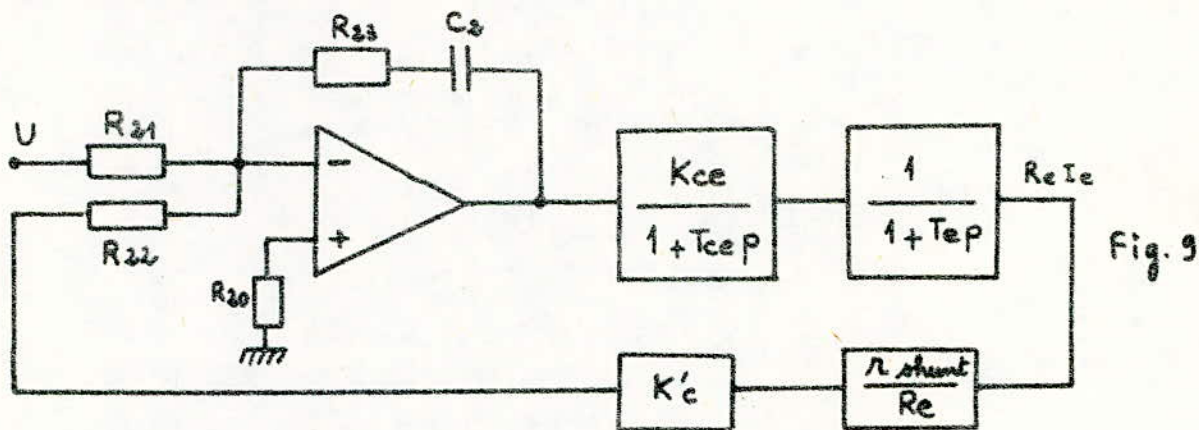 R23
C2
U
R21
R22
-
+
R20
Kce
1 + Tce p
1
1 + Te p
Re Ie
Fig. 9
K'c
r shunt
Re